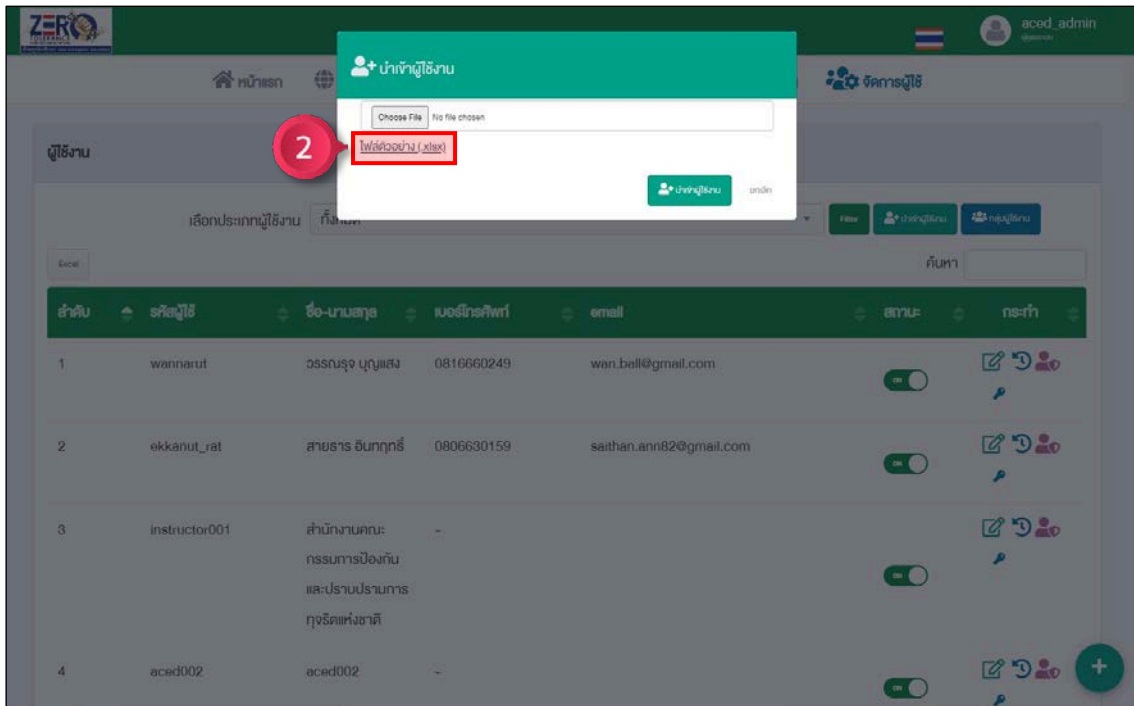 ZERO
TOLERANCE
aced_admin
หน้าแรก
จัดการผู้ใช้
นำเข้าผู้ใช้งาน
Choose File No file chosen
2
ไฟล์ตัวอย่าง (.xlsx)
นำเข้าผู้ใช้งาน ยกเลิก
ผู้ใช้งาน
เลือกประเภทผู้ใช้งาน ทั้งหมด Filter นำเข้าผู้ใช้งาน กลุ่มผู้ใช้งาน
Excel ค้นหา
ลำดับ รหัสผู้ใช้ ชื่อ-นามสกุล เบอร์โทรศัพท์ email สถานะ กระทำ
1 wannarut วรรณรุจ บุญแสง 0816660249 wan.ball@gmail.com ON
2 ekkanut_rat สายธาร อินทฤทธิ์ 0806630159 saithan.ann82@gmail.com ON
3 instructor001 สำนักงานคณะ -
กรรมการป้องกัน
และปราบปรามการ ON
ทุจริตแห่งชาติ
4 aced002 aced002 - ON
+